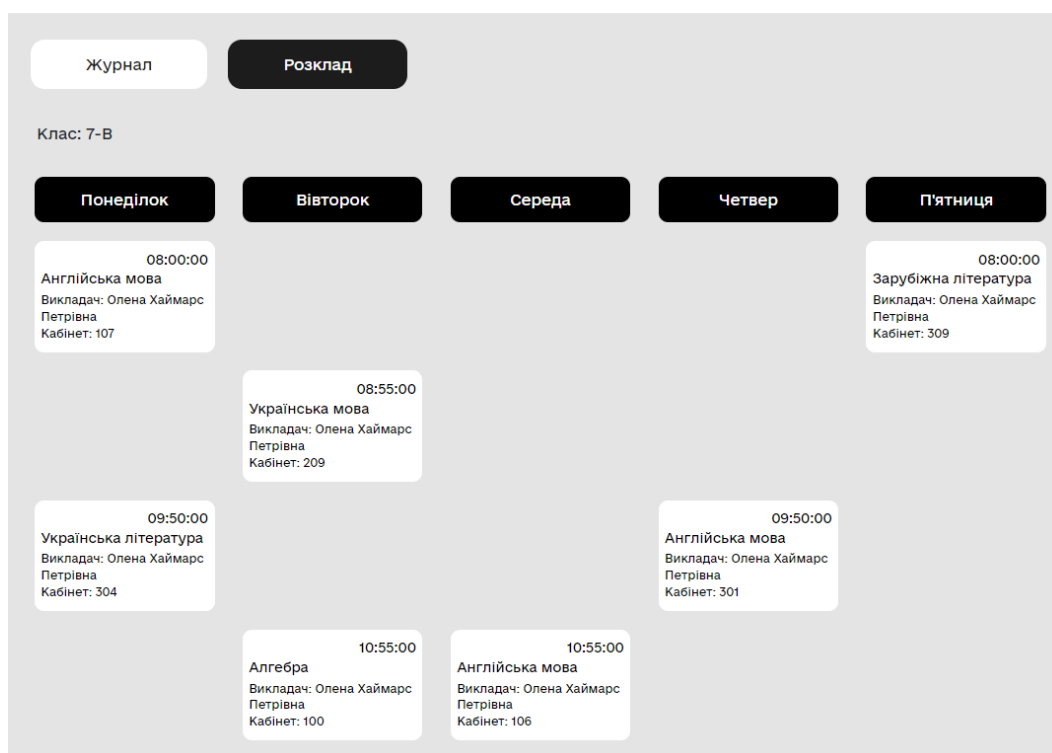 Журнал
Розклад
Клас: 7-В
Понеділок
Вівторок
Середа
Четвер
П'ятниця
08:00:00
Англійська мова
Викладач: Олена Хаймарс
Петрівна
Кабінет: 107
08:00:00
Зарубіжна література
Викладач: Олена Хаймарс
Петрівна
Кабінет: 309
08:55:00
Українська мова
Викладач: Олена Хаймарс
Петрівна
Кабінет: 209
09:50:00
Українська література
Викладач: Олена Хаймарс
Петрівна
Кабінет: 304
09:50:00
Англійська мова
Викладач: Олена Хаймарс
Петрівна
Кабінет: 301
10:55:00
Алгебра
Викладач: Олена Хаймарс
Петрівна
Кабінет: 100
10:55:00
Англійська мова
Викладач: Олена Хаймарс
Петрівна
Кабінет: 106